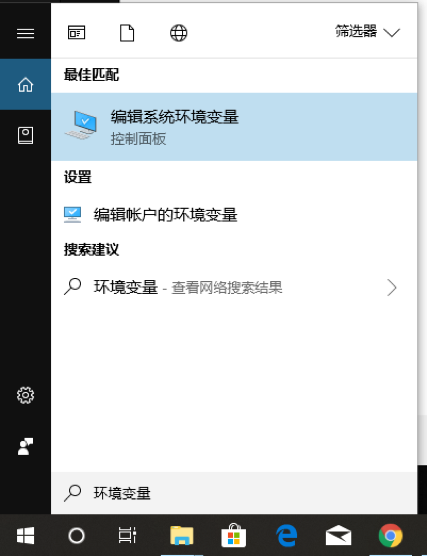 筛选器
最佳匹配
编辑系统环境变量
控制面板
设置
编辑帐户的环境变量
搜索建议
环境变量 - 查看网络搜索结果
环境变量